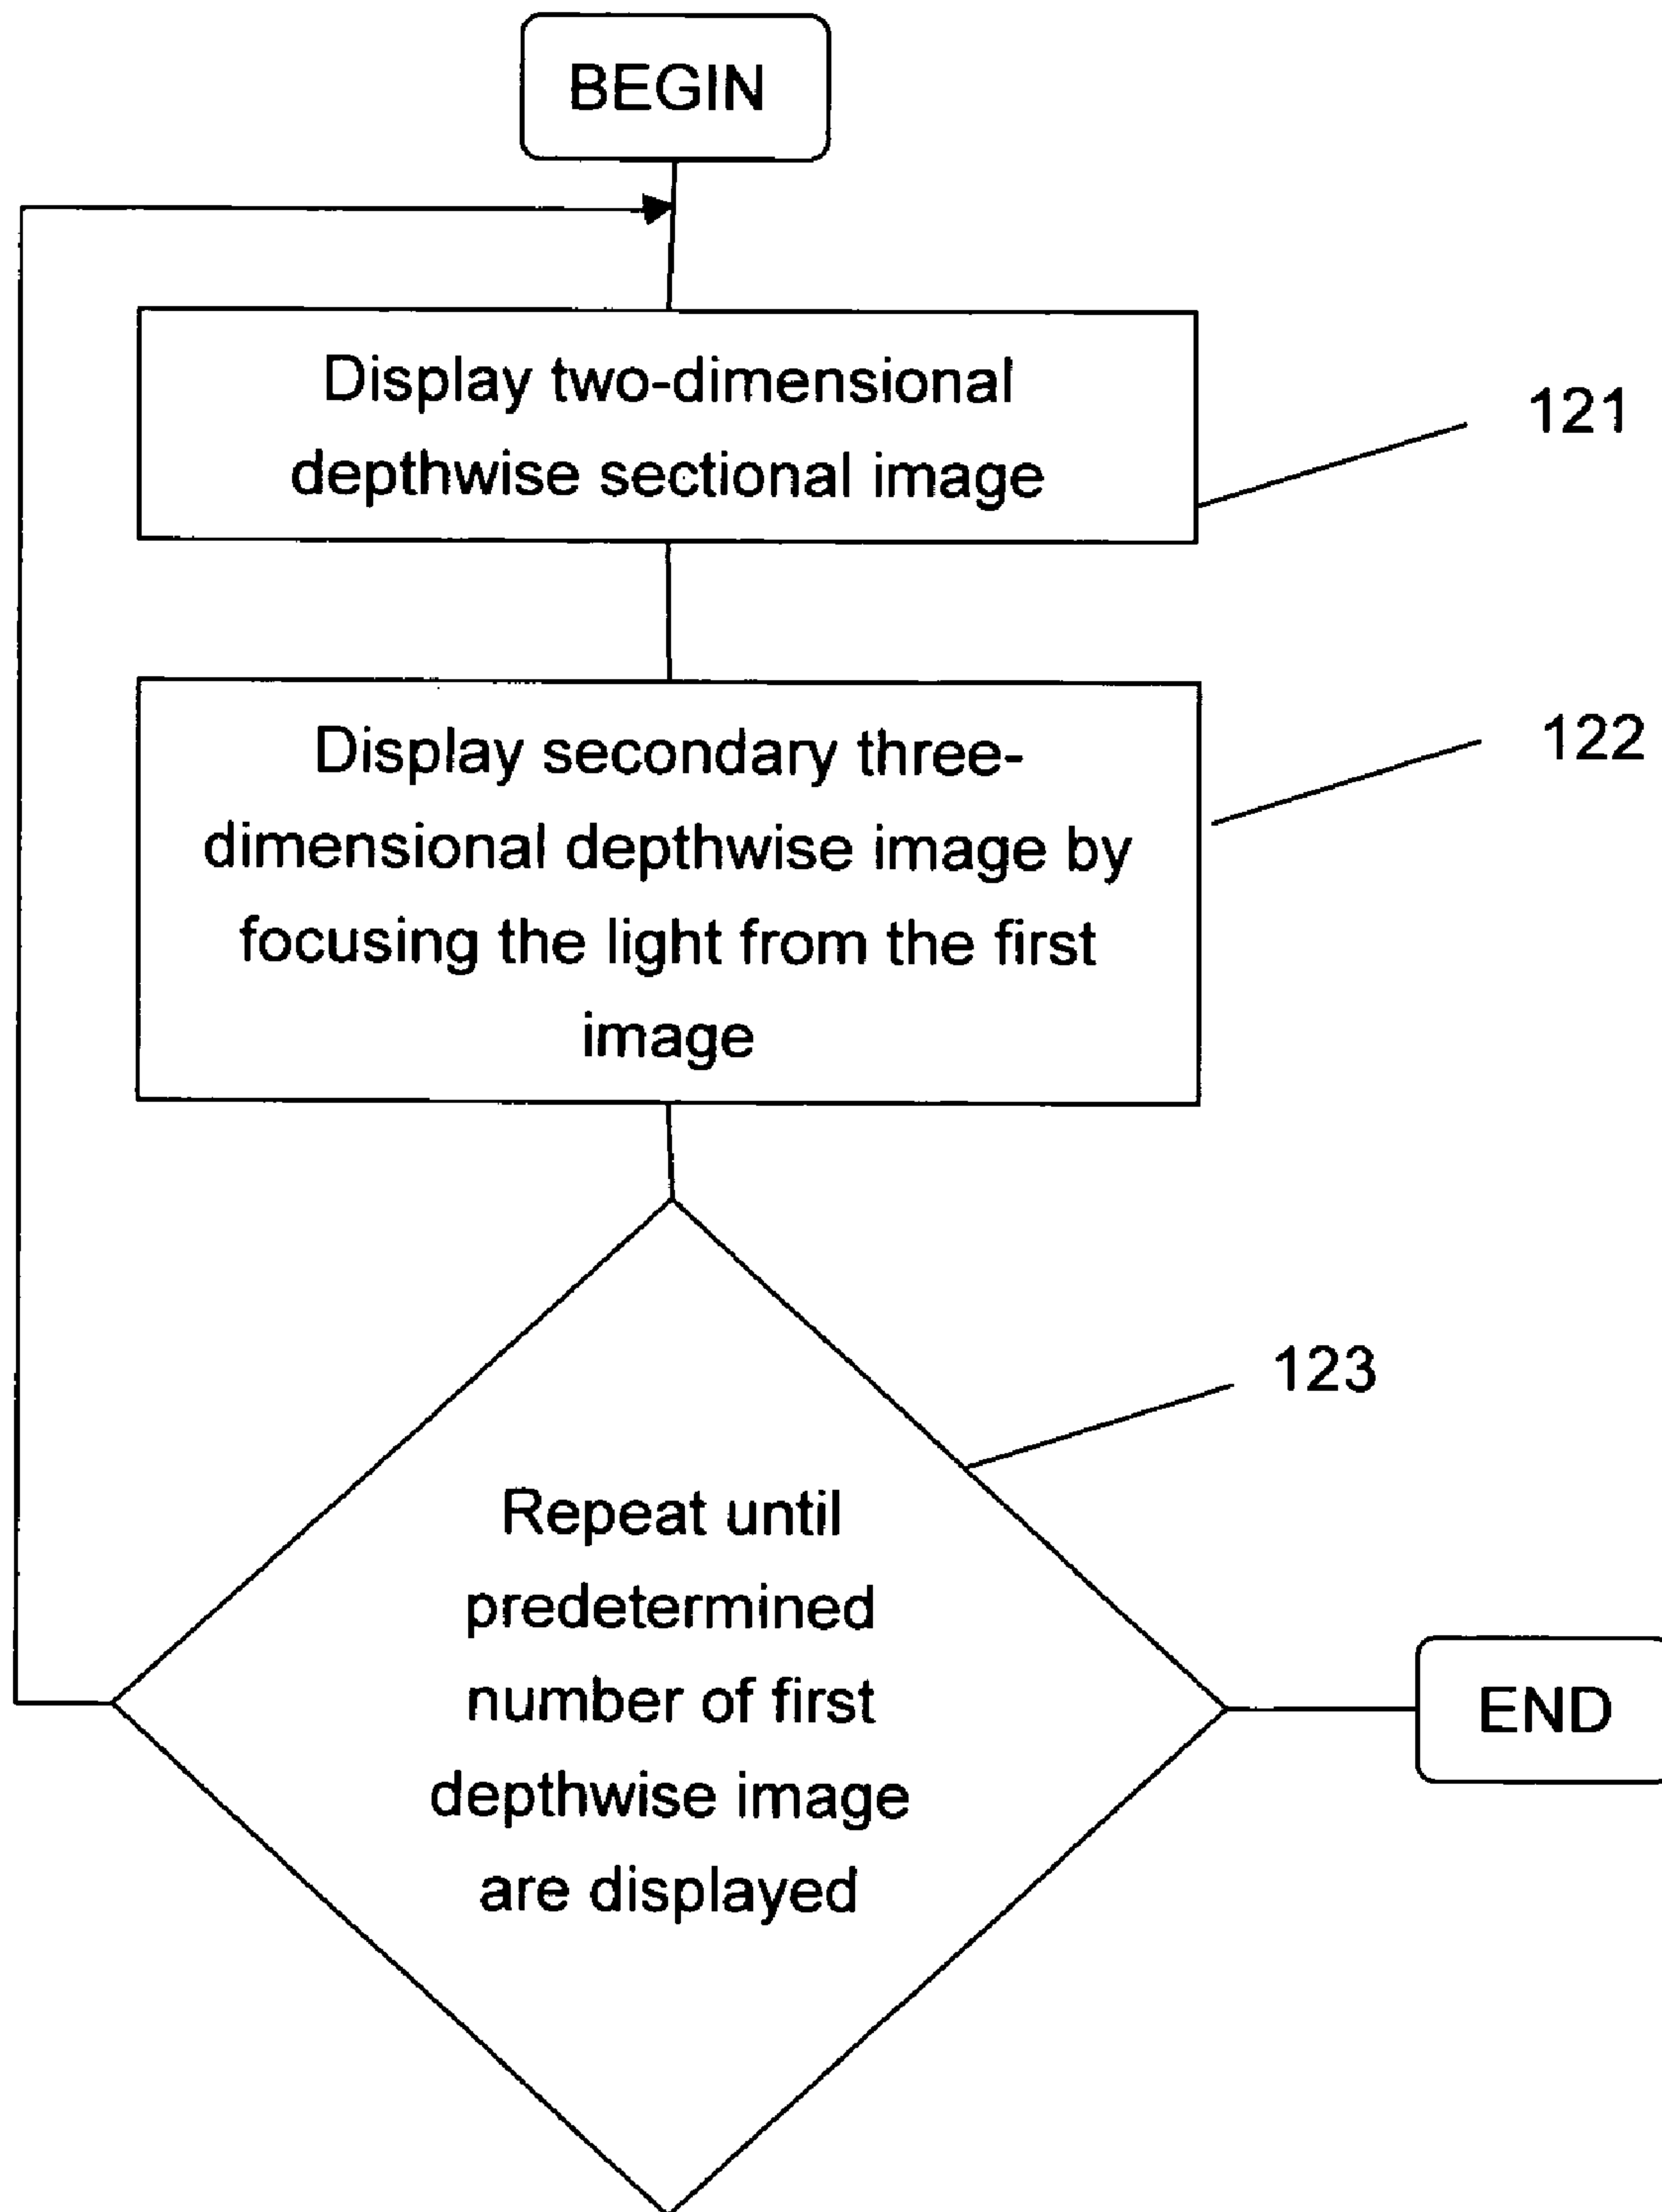 BEGIN
Display two-dimensional
depthwise sectional image
121
Display secondary three-
dimensional depthwise image by
focusing the light from the first
image
122
123
Repeat until
predetermined
number of first
depthwise image
are displayed
END